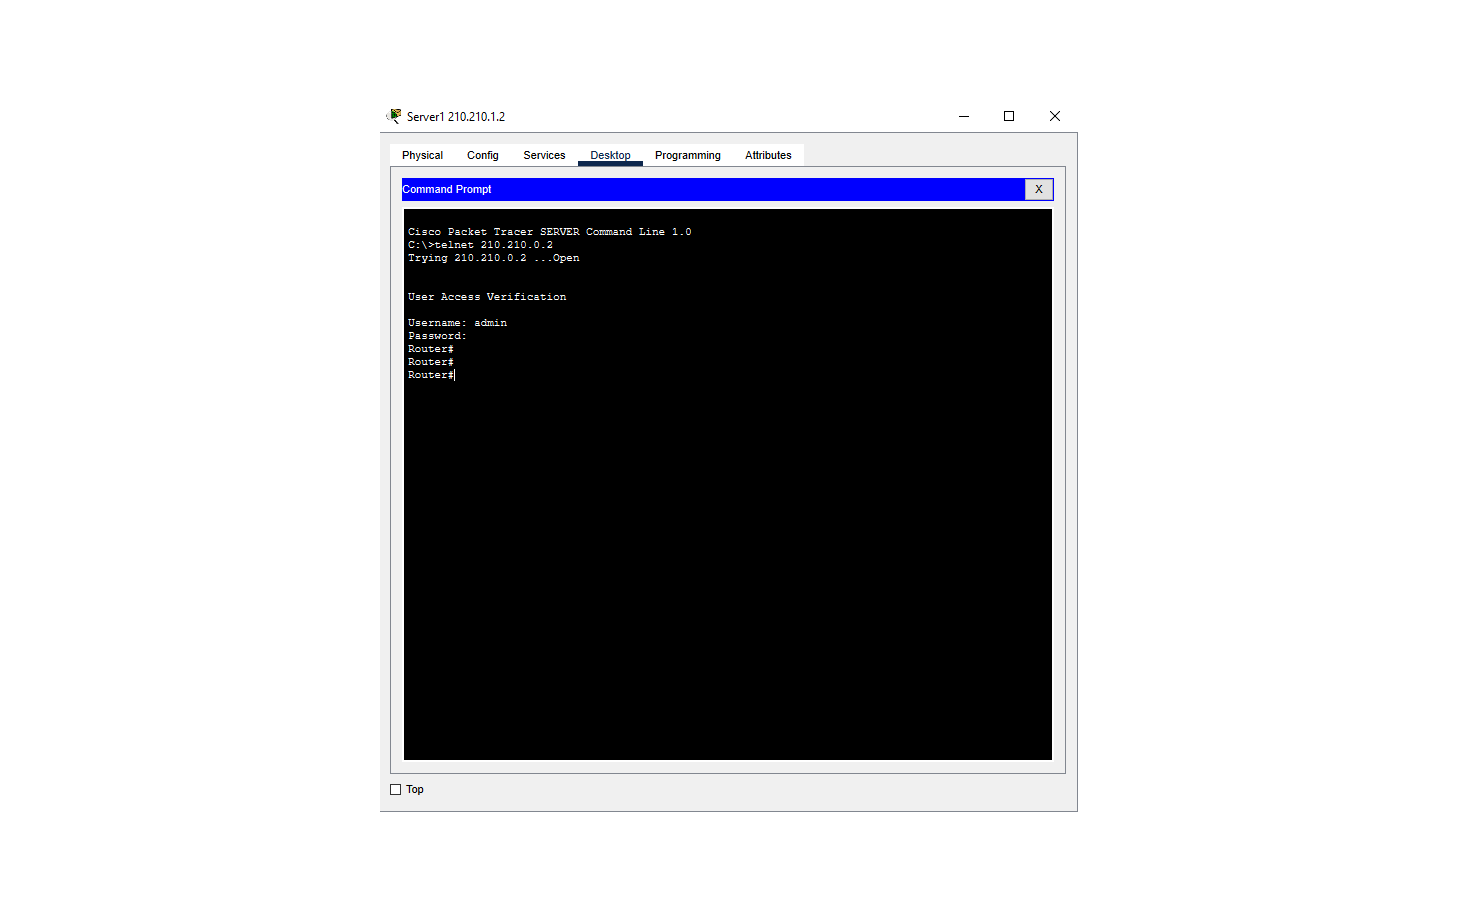 Server1 210.210.1.2
Physical Config Services Desktop Programming Attributes
Command Prompt X
Cisco Packet Tracer SERVER Command Line 1.0
C:\>telnet 210.210.0.2
Trying 210.210.0.2 ...Open
User Access Verification
Username: admin
Password:
Router#
Router#
Router#
Top